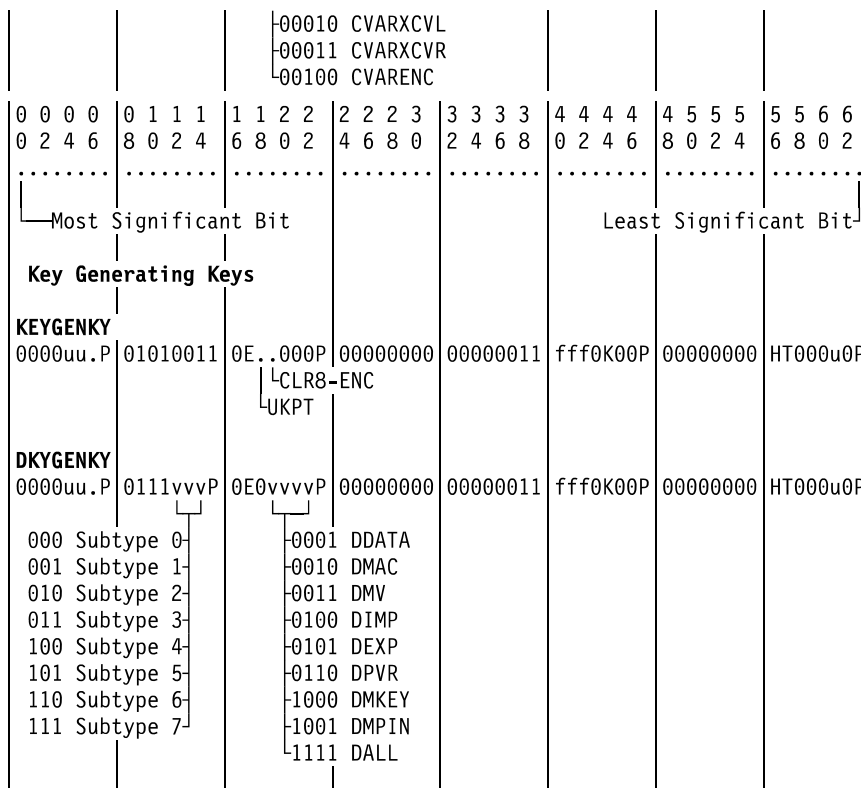 00010 CVARXCVL
00011 CVARXCVR
00100 CVARENC
0 0 0 0 0 1 1 1 1 1 2 2 2 2 2 3 3 3 3 3 4 4 4 4 4 5 5 5 5 5 6 6
0 2 4 6 8 0 2 4 6 8 0 2 4 6 8 0 2 4 6 8 0 2 4 6 8 0 2 4 6 8 0 2
........ ........ ........ ........ ........ ........ ........ ........
Most Significant Bit Least Significant Bit
Key Generating Keys
KEYGENKY
0000uu.P 01010011 0E..000P 00000000 00000011 fff0K00P 00000000 HT000u0P
CLR8-ENC
UKPT
DKYGENKY
0000uu.P 0111vvvP 0E0vvvvP 00000000 00000011 fff0K00P 00000000 HT000u0P
000 Subtype 0 0001 DDATA
001 Subtype 1 0010 DMAC
010 Subtype 2 0011 DMV
011 Subtype 3 0100 DIMP
100 Subtype 4 0101 DEXP
101 Subtype 5 0110 DPVR
110 Subtype 6 1000 DMKEY
111 Subtype 7 1001 DMPIN
1111 DALL